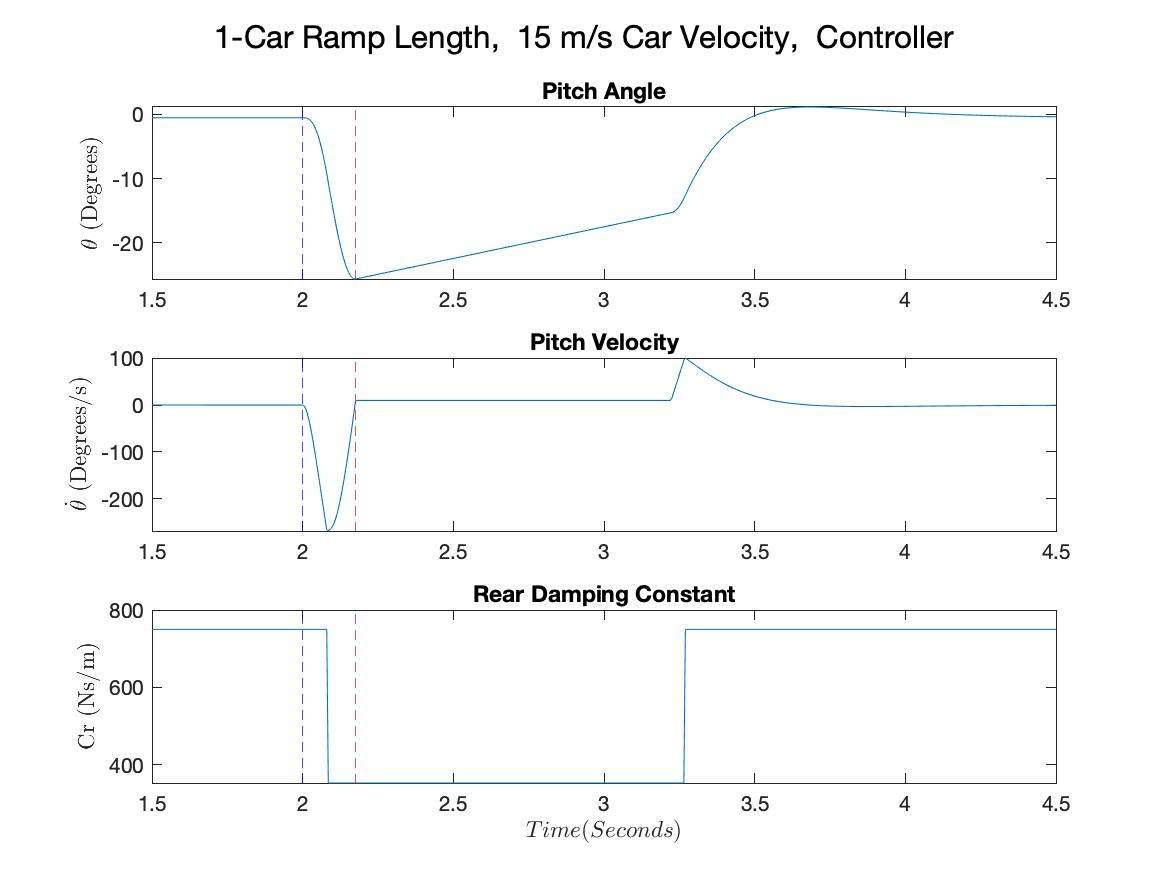 1-Car Ramp Length,  15 m/s Car Velocity,  Controller
Pitch Angle
θ (Degrees)
0
-10
-20
1.5 2 2.5 3 3.5 4 4.5
Pitch Velocity
θ̇ (Degrees/s)
100
0
-100
-200
1.5 2 2.5 3 3.5 4 4.5
Rear Damping Constant
Cr (Ns/m)
800
600
400
1.5 2 2.5 3 3.5 4 4.5
Time(Seconds)